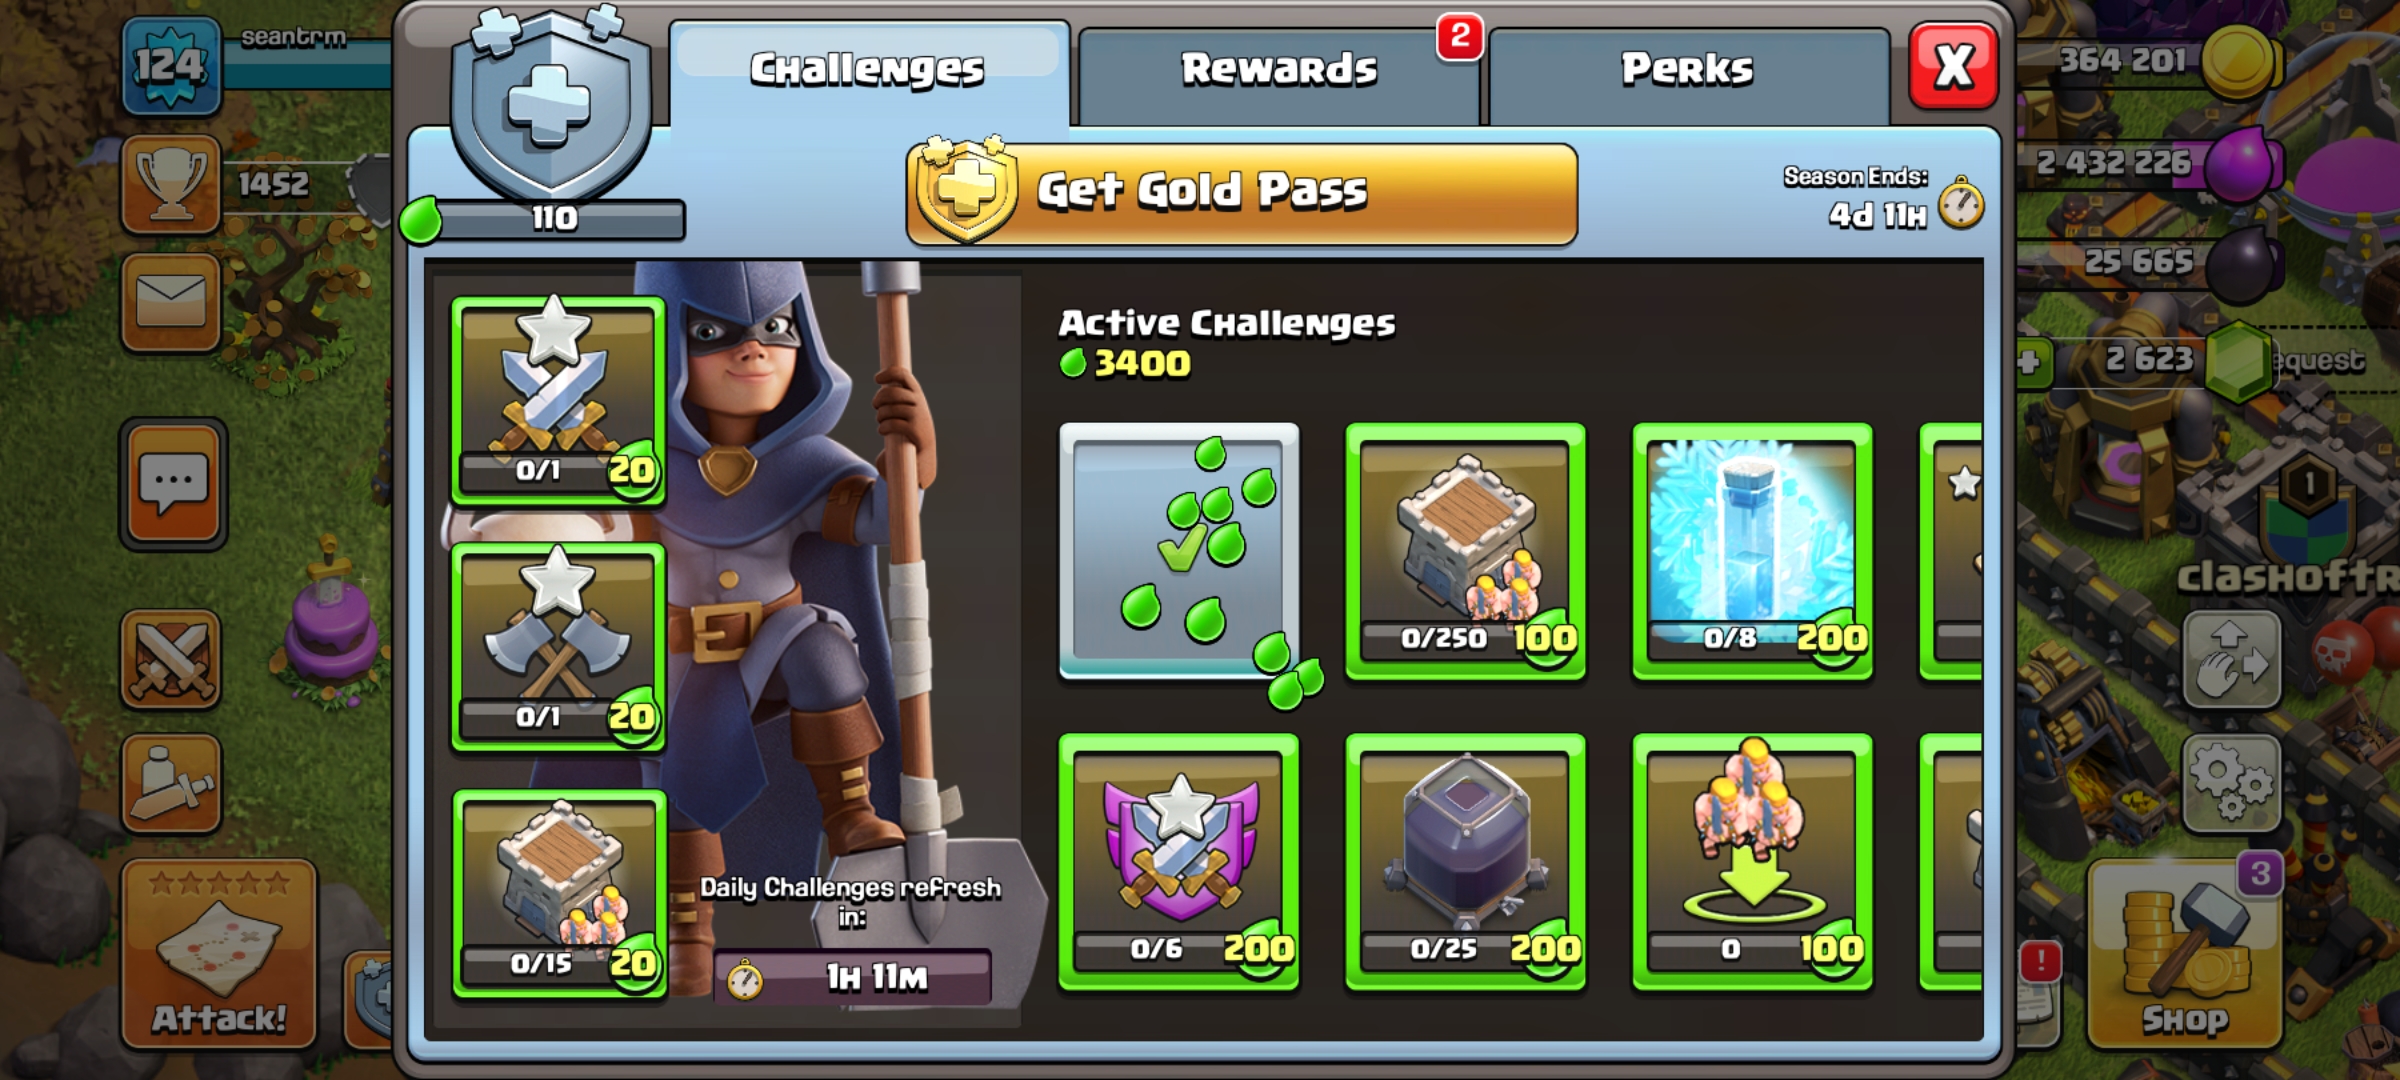 124
seantrm
1452
Attack!
Challenges
Rewards
2
Perks
X
110
Get Gold Pass
Season Ends:
4d 11H
0/1
20
0/1
20
0/15
20
Daily Challenges refresh
in:
1H 11M
Active Challenges
3400
0/250
100
0/8
200
0/6
200
0/25
200
0
100
364 201
2 432 226
25 665
2 623
equest
1
clashoftr
3
!
Shop